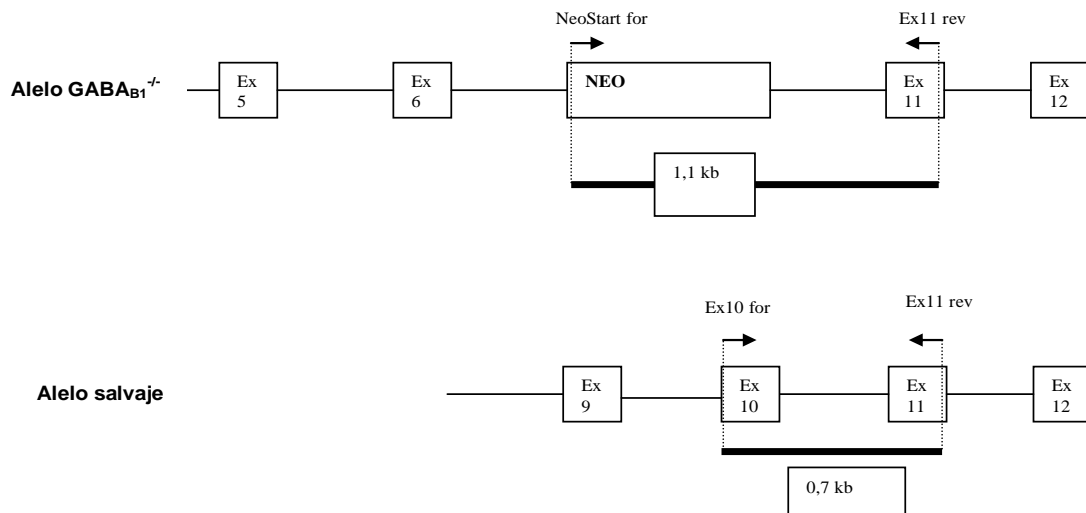 NeoStart for
Ex11 rev
Alelo GABA_B1^-/-
Ex
5
Ex
6
NEO
Ex
11
Ex
12
1,1 kb
Ex10 for
Ex11 rev
Alelo salvaje
Ex
9
Ex
10
Ex
11
Ex
12
0,7 kb